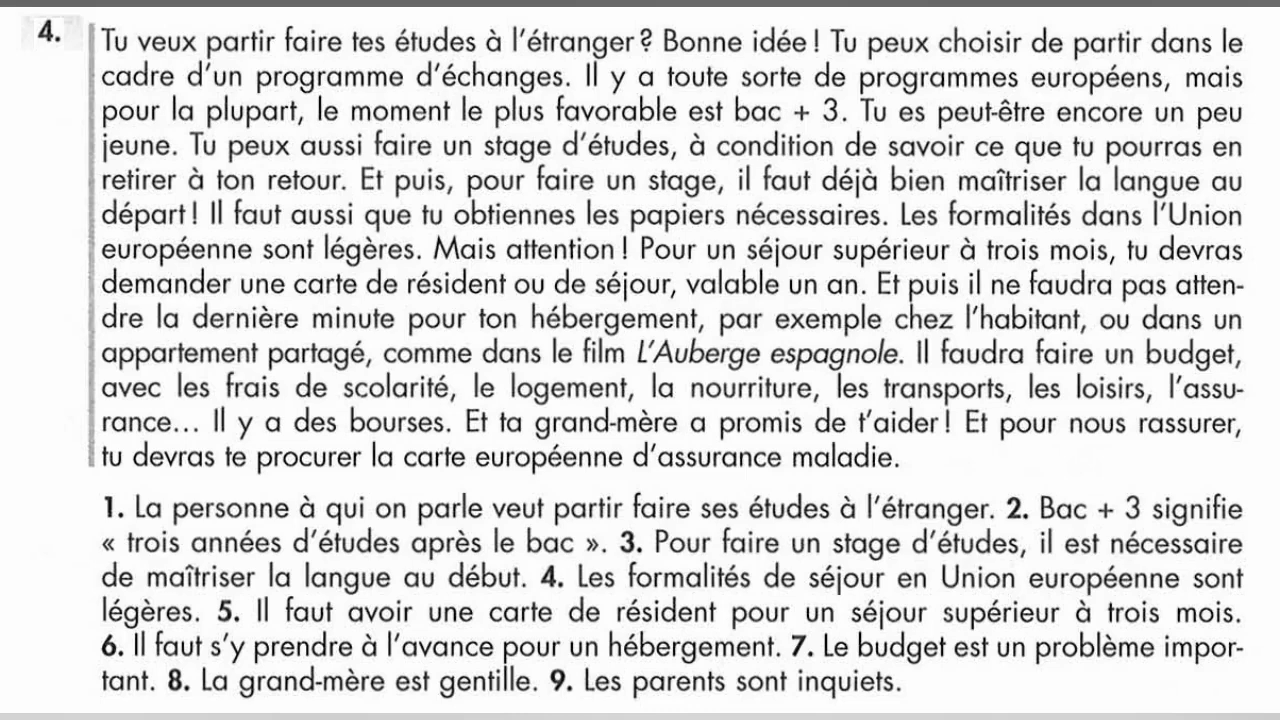 4.
Tu veux partir faire tes études à l'étranger ? Bonne idée ! Tu peux choisir de partir dans le
cadre d'un programme d'échanges. Il y a toute sorte de programmes européens, mais
pour la plupart, le moment le plus favorable est bac + 3. Tu es peut-être encore un peu
jeune. Tu peux aussi faire un stage d'études, à condition de savoir ce que tu pourras en
retirer à ton retour. Et puis, pour faire un stage, il faut déjà bien maîtriser la langue au
départ ! Il faut aussi que tu obtiennes les papiers nécessaires. Les formalités dans l'Union
européenne sont légères. Mais attention ! Pour un séjour supérieur à trois mois, tu devras
demander une carte de résident ou de séjour, valable un an. Et puis il ne faudra pas atten-
dre la dernière minute pour ton hébergement, par exemple chez l'habitant, ou dans un
appartement partagé, comme dans le film L'Auberge espagnole. Il faudra faire un budget,
avec les frais de scolarité, le logement, la nourriture, les transports, les loisirs, l'assu-
rance... Il y a des bourses. Et ta grand-mère a promis de t'aider ! Et pour nous rassurer,
tu devras te procurer la carte européenne d'assurance maladie.
1. La personne à qui on parle veut partir faire ses études à l'étranger. 2. Bac + 3 signifie
« trois années d'études après le bac ». 3. Pour faire un stage d'études, il est nécessaire
de maîtriser la langue au début. 4. Les formalités de séjour en Union européenne sont
légères. 5. Il faut avoir une carte de résident pour un séjour supérieur à trois mois.
6. Il faut s'y prendre à l'avance pour un hébergement. 7. Le budget est un problème impor-
tant. 8. La grand-mère est gentille. 9. Les parents sont inquiets.